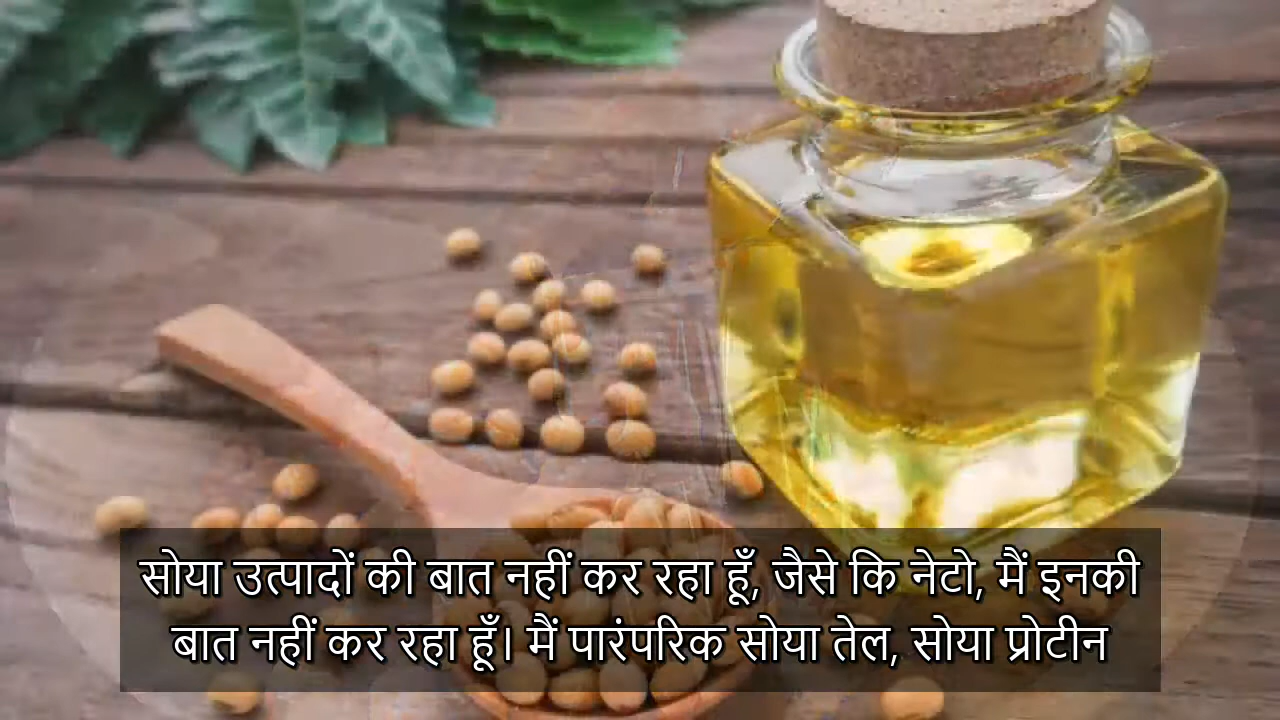 सोया उत्पादों की बात नहीं कर रहा हूँ, जैसे कि नेटो, मैं इनकी
बात नहीं कर रहा हूँ। मैं पारंपरिक सोया तेल, सोया प्रोटीन